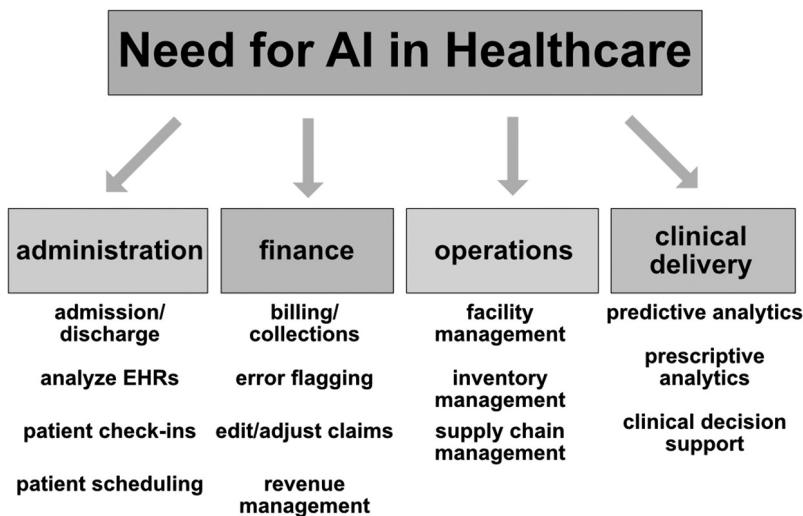 Need for AI in Healthcare
administration
admission/
discharge
analyze EHRs
patient check-ins
patient scheduling
finance
billing/
collections
error flagging
edit/adjust claims
revenue
management
operations
facility
management
inventory
management
supply chain
management
clinical
delivery
predictive analytics
prescriptive
analytics
clinical decision
support